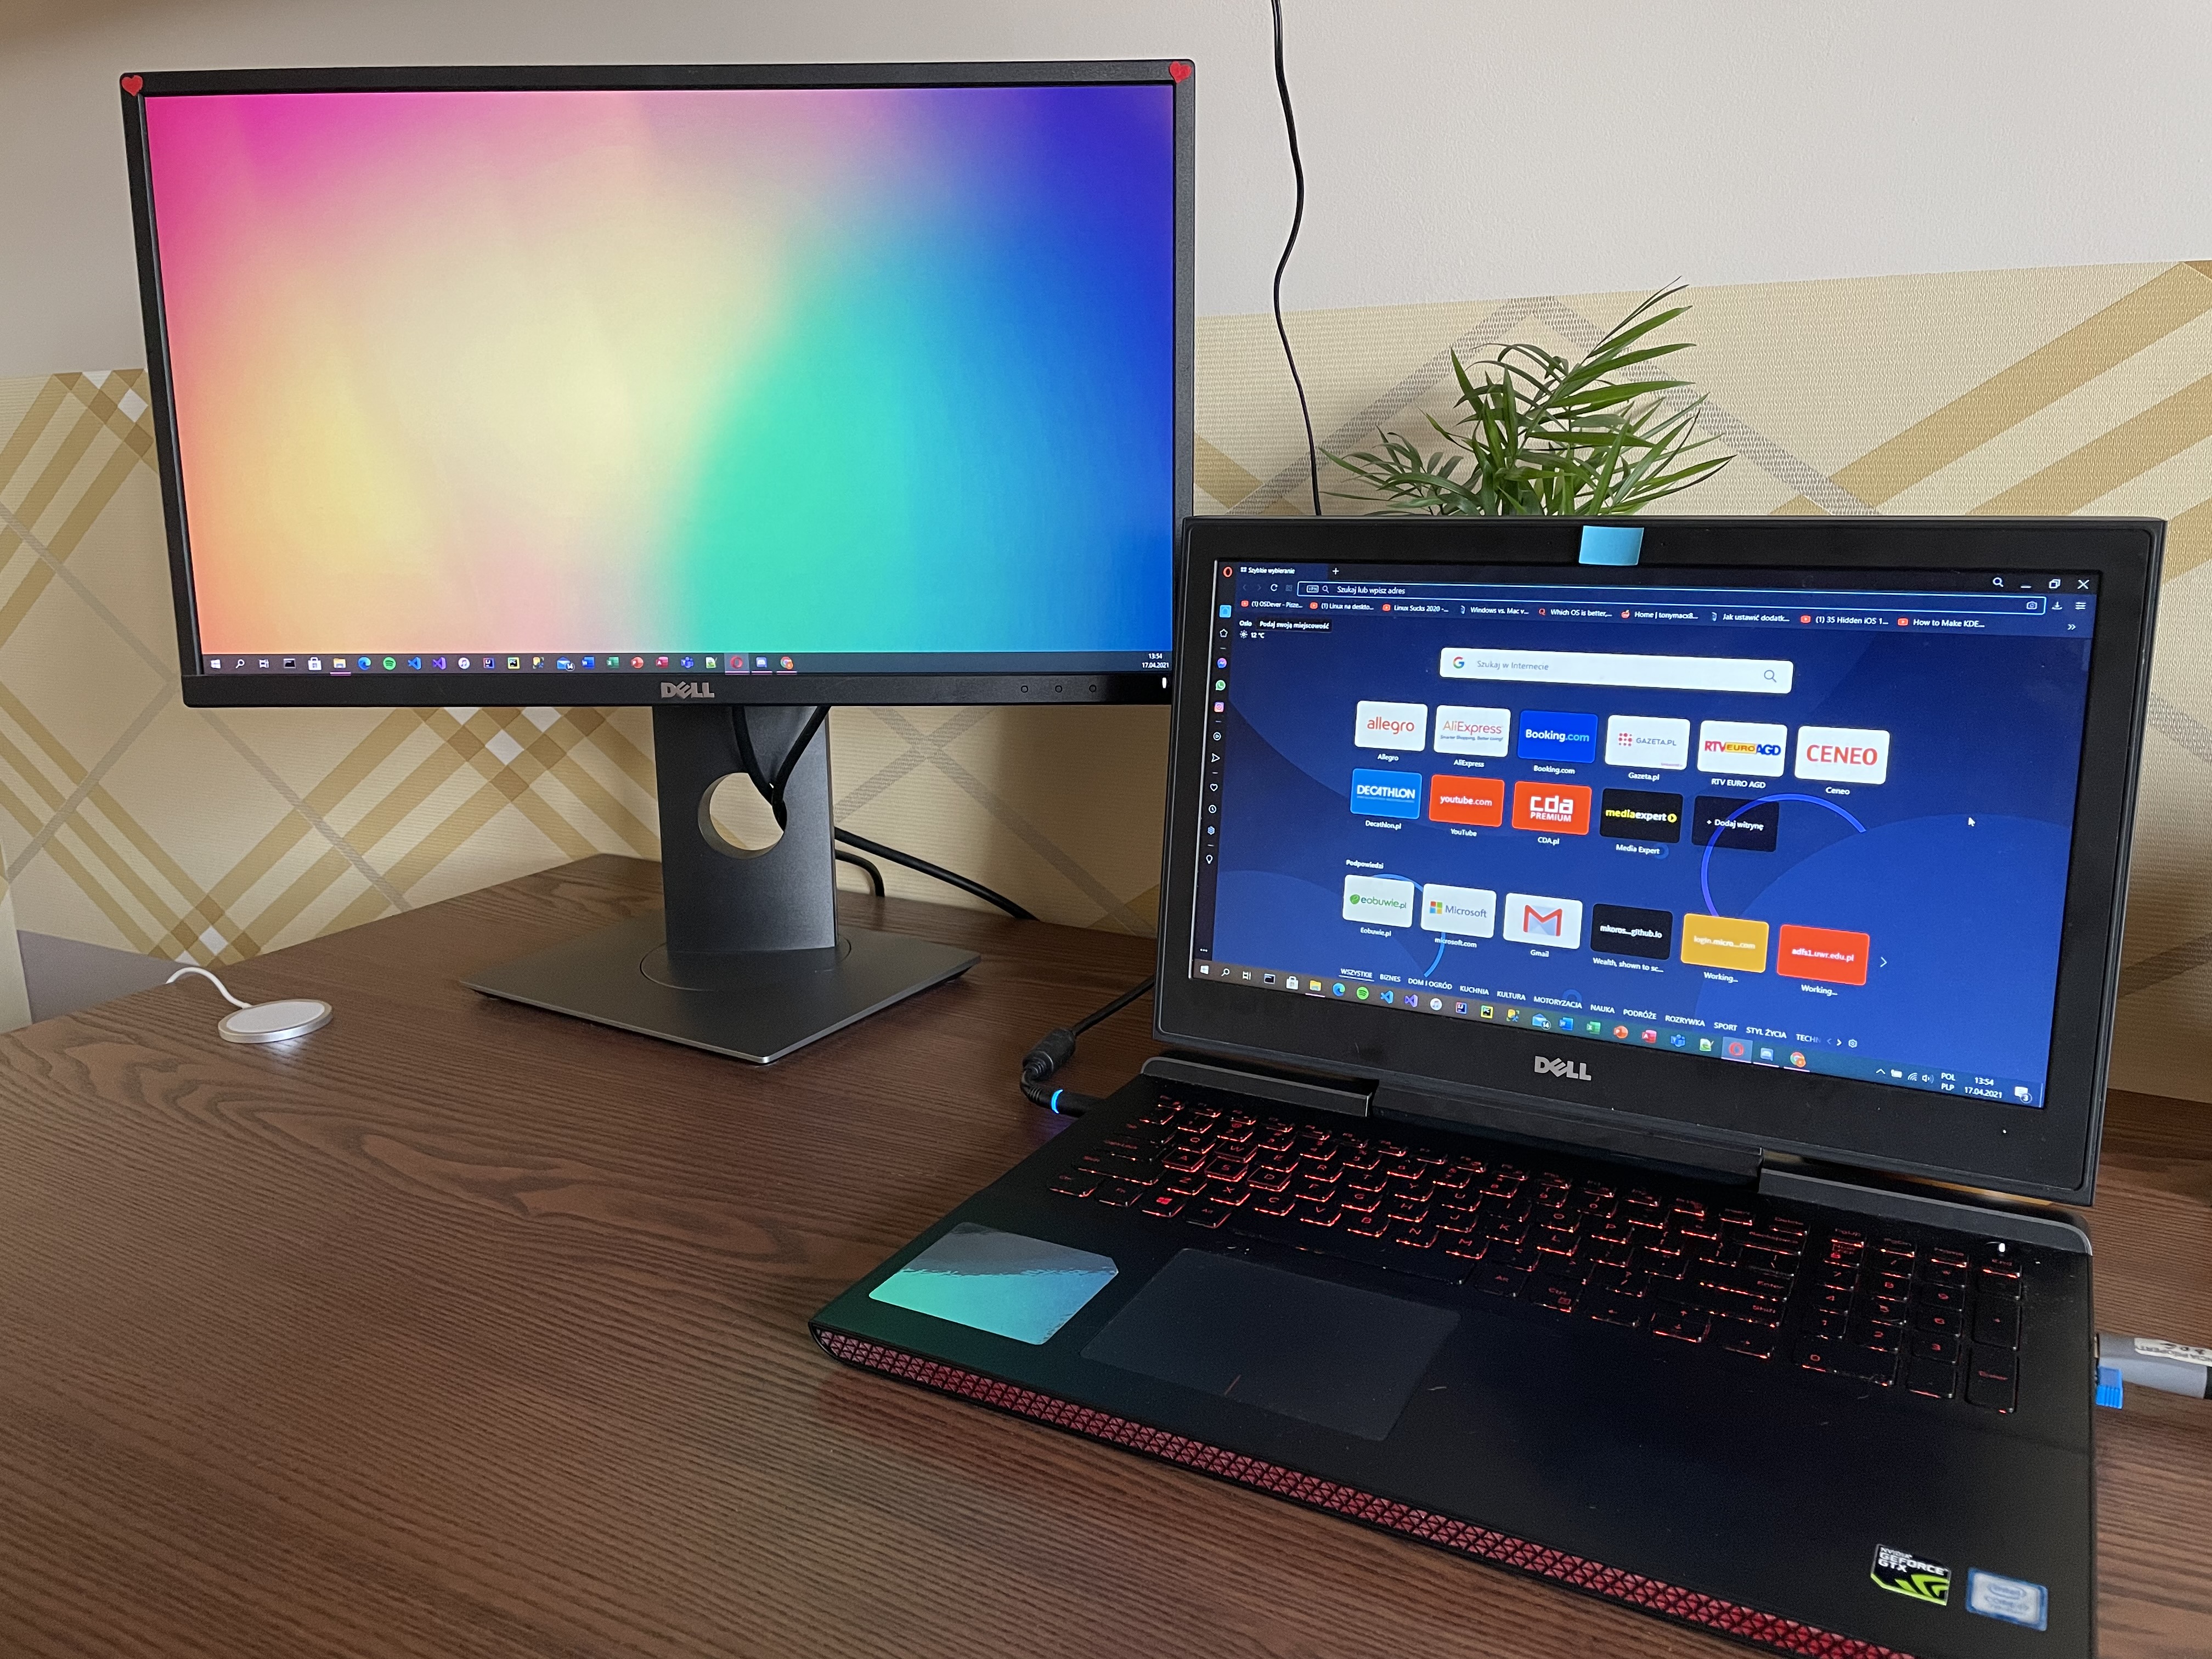 13:54
17.04.2021
DELL
Szybkie wybieranie
Szukaj lub wpisz adres
(1) OSDever - Pizze...
(1) Linux na deskto...
Linux Sucks 2020 -...
Windows vs. Mac v...
Which OS is better,...
Home | tonymacx8...
Jak ustawić dodatk...
(1) 35 Hidden iOS 1...
How to Make KDE...
Oslo
Podaj swoją miejscowość
12 °C
Szukaj w Internecie
allegro
AliExpress
Booking.com
GAZETA.PL
RTV EURO AGD
CENEO
Allegro
AliExpress
Booking.com
Gazeta.pl
RTV EURO AGD
Ceneo
DECATHLON
youtube.com
cda
PREMIUM
mediaexpert
+ Dodaj witrynę
Decathlon.pl
YouTube
CDA.pl
Media Expert
Podpowiedzi
eobuwie.pl
Microsoft
mkoros...github.io
login.micro...com
adfs1.uwr.edu.pl
Eobuwie.pl
microsoft.com
Gmail
Wealth, shown to sc...
Working...
Working...
WSZYSTKIE
BIZNES
DOM I OGRÓD
KUCHNIA
KULTURA
MOTORYZACJA
NAUKA
PODRÓŻE
ROZRYWKA
SPORT
STYL ŻYCIA
TECHN
POL
PLP
13:54
17.04.2021
DELL
NVIDIA
GEFORCE
GTX
intel